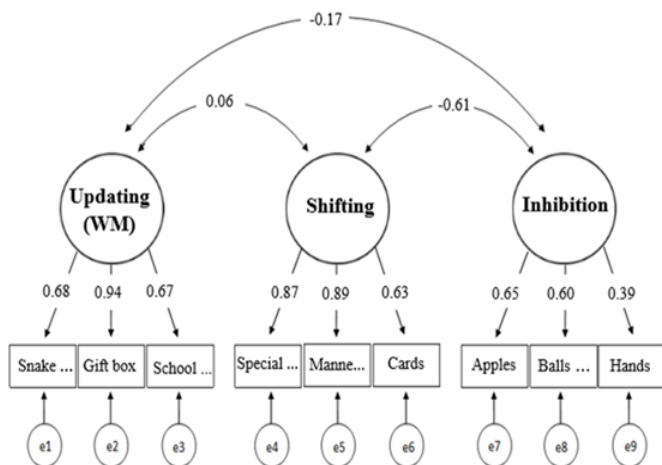 -0.17
0.06
-0.61
Updating
(WM)
Shifting
Inhibition
0.68
0.94
0.67
0.87
0.89
0.63
0.65
0.60
0.39
Snake ...
Gift box
School ...
Special ...
Manne...
Cards
Apples
Balls ...
Hands
e1
e2
e3
e4
e5
e6
e7
e8
e9